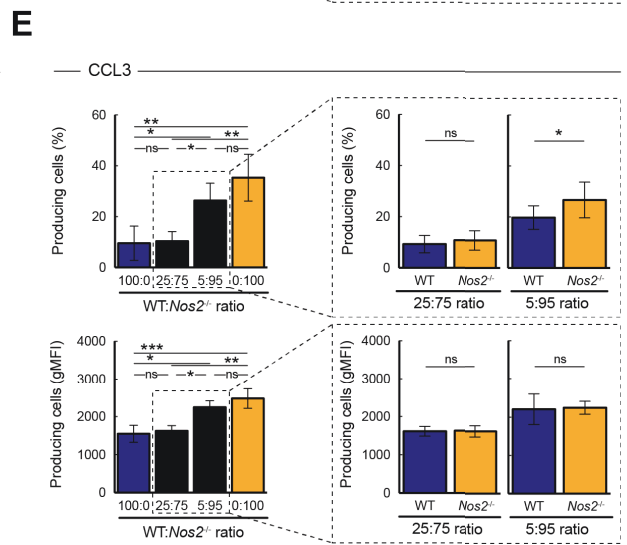 E
CCL3
Producing cells (%)
60
40
20
0
**
* **
ns * ns
100:0 25:75 5:95 0:100
WT:Nos2-/- ratio
Producing cells (%)
60
40
20
0
ns
*
WT Nos2-/- WT Nos2-/-
25:75 ratio 5:95 ratio
Producing cells (gMFI)
4000
3000
2000
1000
0
***
* **
ns * ns
100:0 25:75 5:95 0:100
WT:Nos2-/- ratio
Producing cells (gMFI)
4000
3000
2000
1000
0
ns ns
WT Nos2-/- WT Nos2-/-
25:75 ratio 5:95 ratio